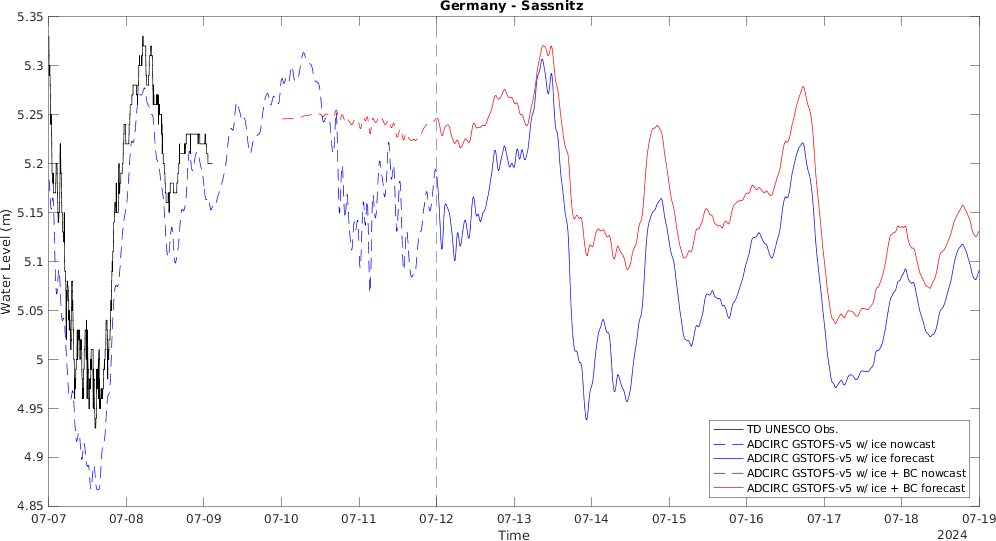 Germany - Sassnitz
5.35
5.3
5.25
5.2
5.15
5.1
5.05
5
4.95
4.9
4.85
Water Level (m)
07-07 07-08 07-09 07-10 07-11 07-12 07-13 07-14 07-15 07-16 07-17 07-18 07-19
Time
2024
TD UNESCO Obs.
ADCIRC GSTOFS-v5 w/ ice nowcast
ADCIRC GSTOFS-v5 w/ ice forecast
ADCIRC GSTOFS-v5 w/ ice + BC nowcast
ADCIRC GSTOFS-v5 w/ ice + BC forecast